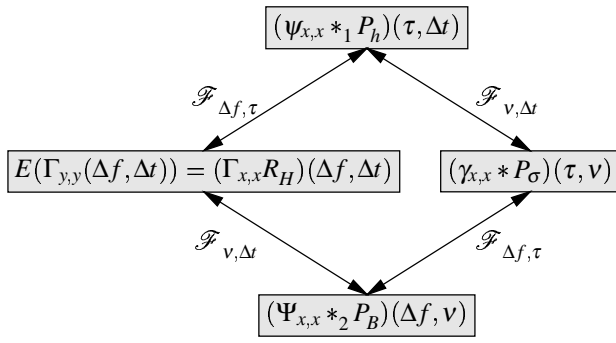 (ψ_{x,x} *_1 P_h)(τ, Δt)
ℱ_{Δf,τ} ℱ_{ν,Δt}
E(Γ_{y,y}(Δf, Δt)) = (Γ_{x,x}R_H)(Δf, Δt) (γ_{x,x} * P_σ)(τ, ν)
ℱ_{ν,Δt} ℱ_{Δf,τ}
(Ψ_{x,x} *_2 P_B)(Δf, ν)